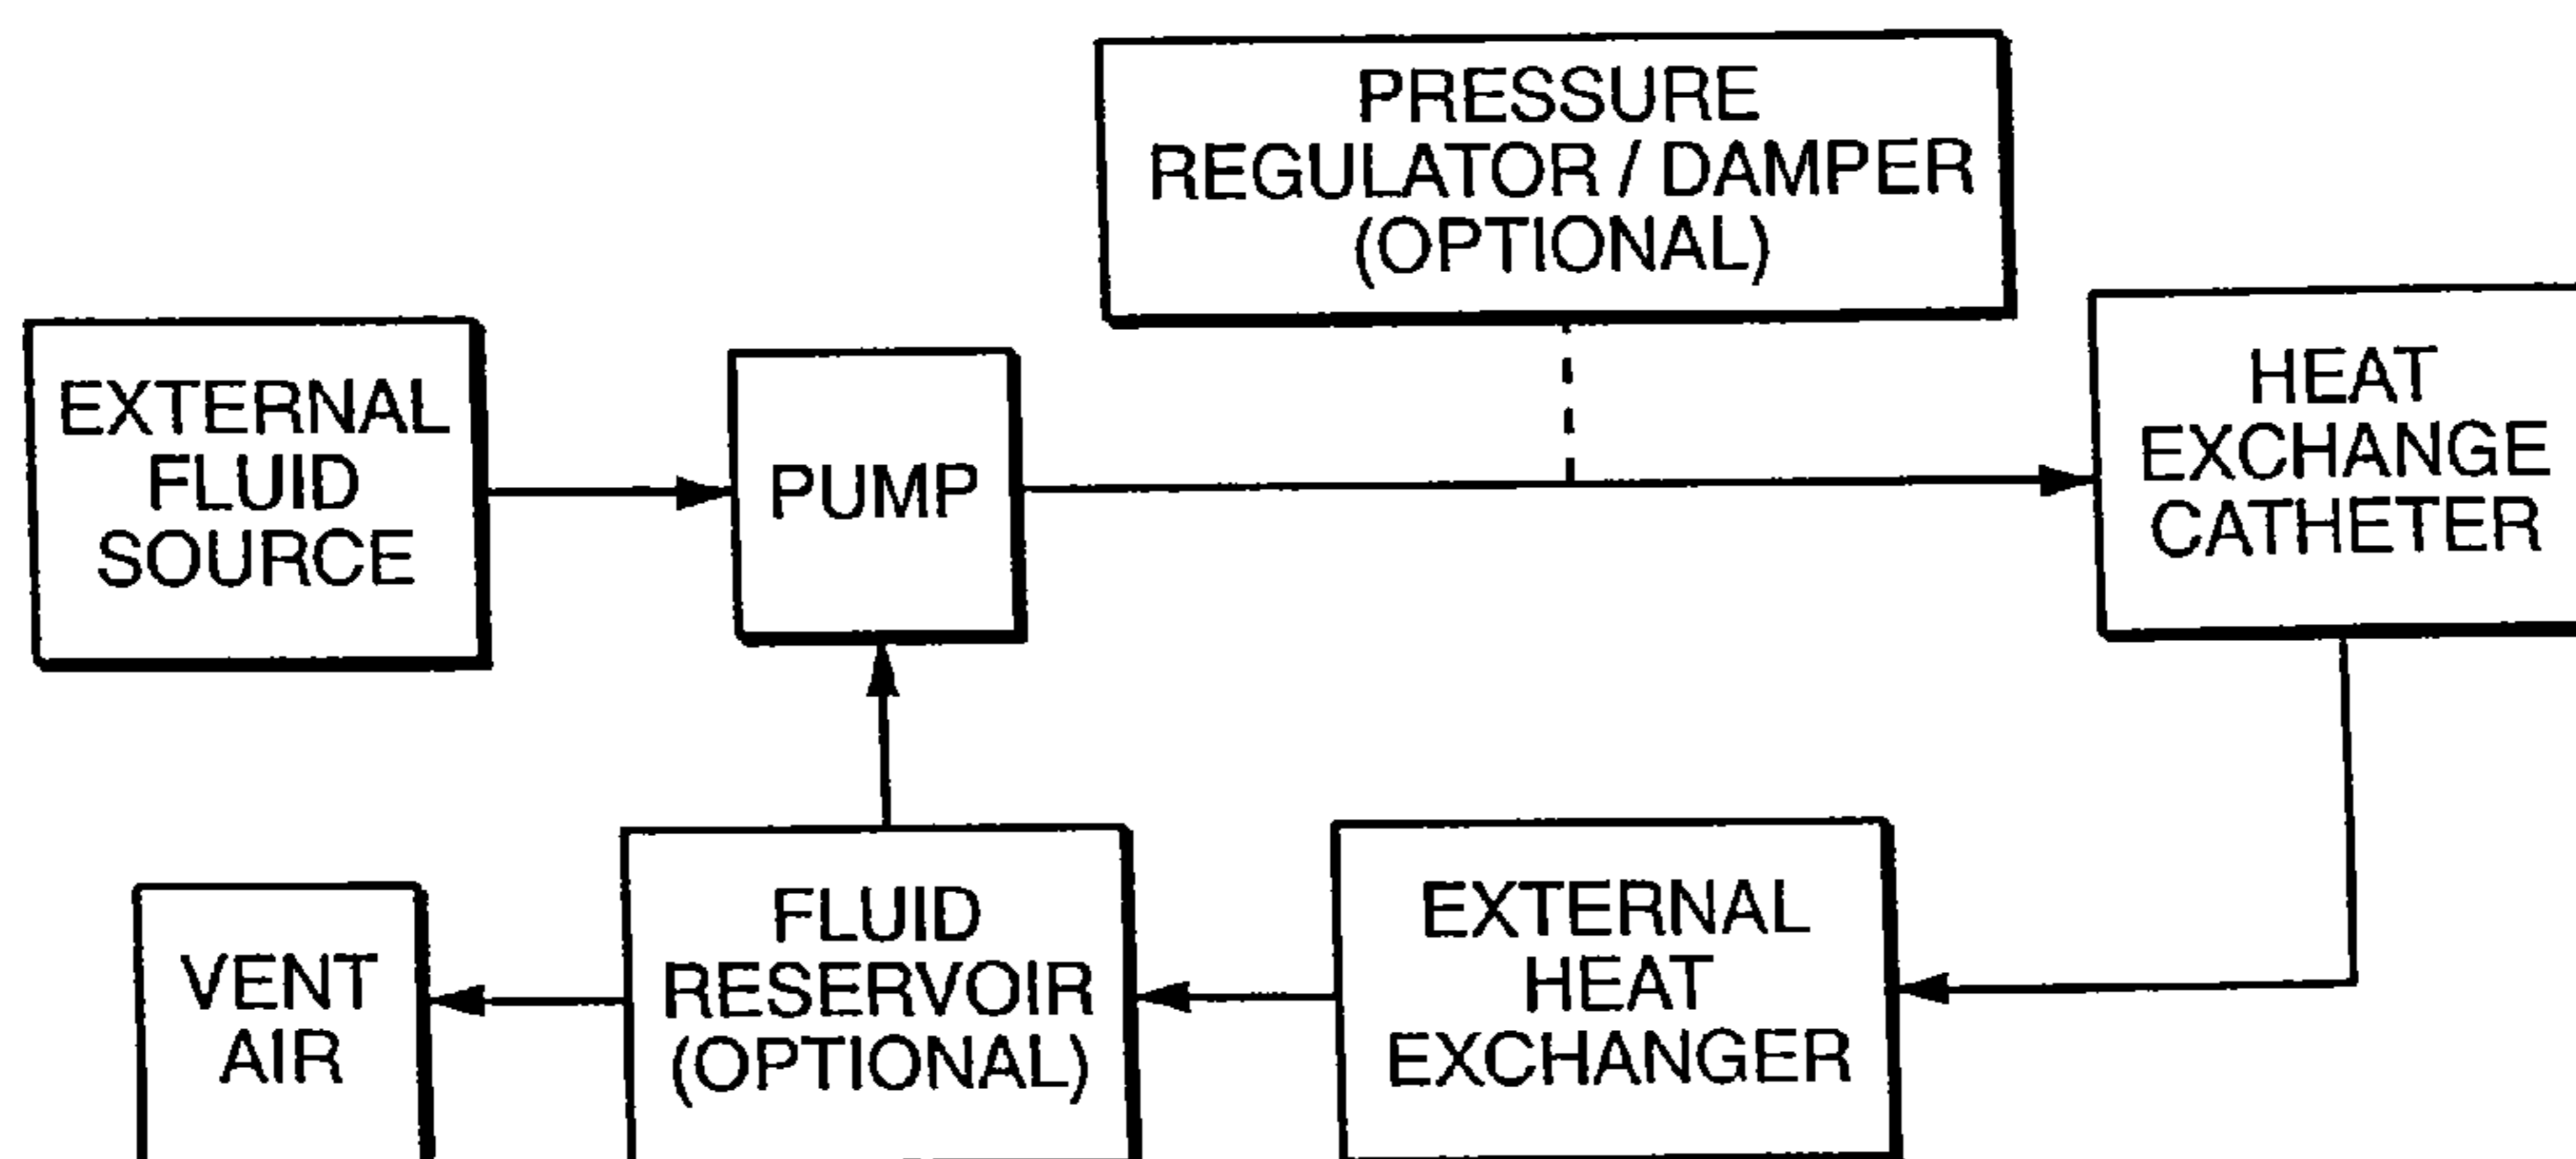 PRESSURE
REGULATOR / DAMPER
(OPTIONAL)
EXTERNAL
FLUID
SOURCE
PUMP
HEAT
EXCHANGE
CATHETER
VENT
AIR
FLUID
RESERVOIR
(OPTIONAL)
EXTERNAL
HEAT
EXCHANGER